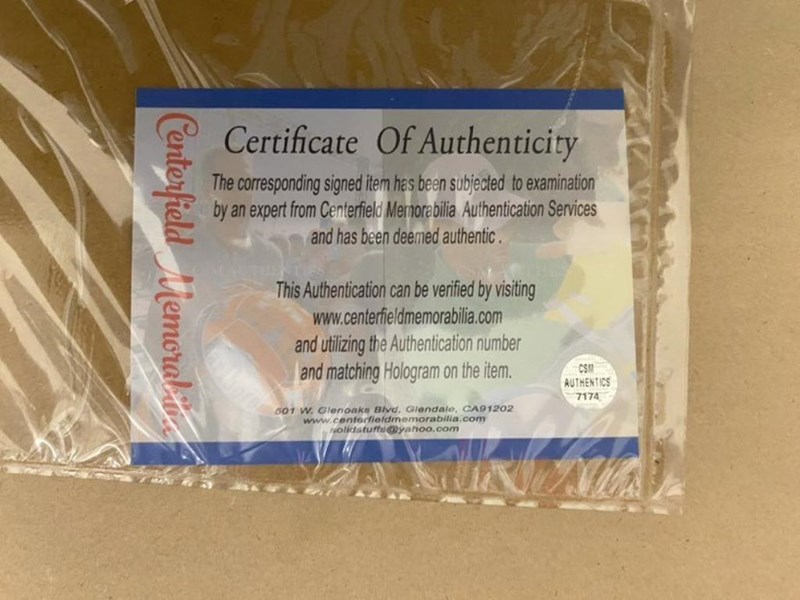 Certificate Of Authenticity
The corresponding signed item has been subjected to examination
by an expert from Centerfield Memorabilia Authentication Services
and has been deemed authentic .
This Authentication can be verified by visiting
www.centerfieldmemorabilia.com
and utilizing the Authentication number
and matching Hologram on the item.
501 W. Glenoaks Blvd, Glendale, CA91202
www.centerfieldmemorabilia.com
solidstuffs@yahoo.com
Centerfield Memorabilia
CSM
AUTHENTICS
7174